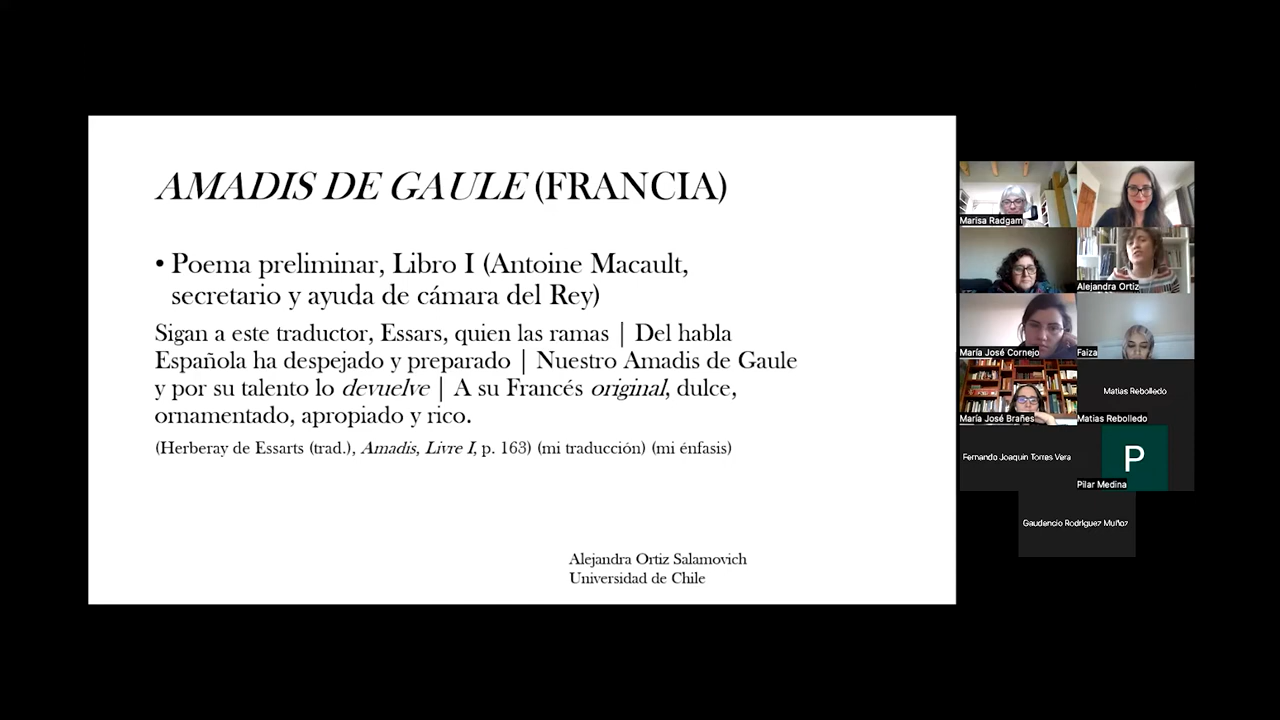 AMADIS DE GAULE (FRANCIA)
• Poema preliminar, Libro I (Antoine Macault,
secretario y ayuda de cámara del Rey)
Sigan a este traductor, Essars, quien las ramas | Del habla
Española ha despejado y preparado | Nuestro Amadis de Gaule
y por su talento lo devuelve | A su Francés original, dulce,
ornamentado, apropiado y rico.
(Herberay de Essarts (trad.), Amadis, Livre I, p. 163) (mi traducción) (mi énfasis)
Alejandra Ortiz Salamovich
Universidad de Chile
Marisa Radgam
Alejandra Ortiz
María José Cornejo
Faiza
María José Brañes
Matias Rebolledo
Matias Rebolledo
Fernando Joaquin Torres Vera
P
Pilar Medina
Gaudencio Rodríguez Muñoz